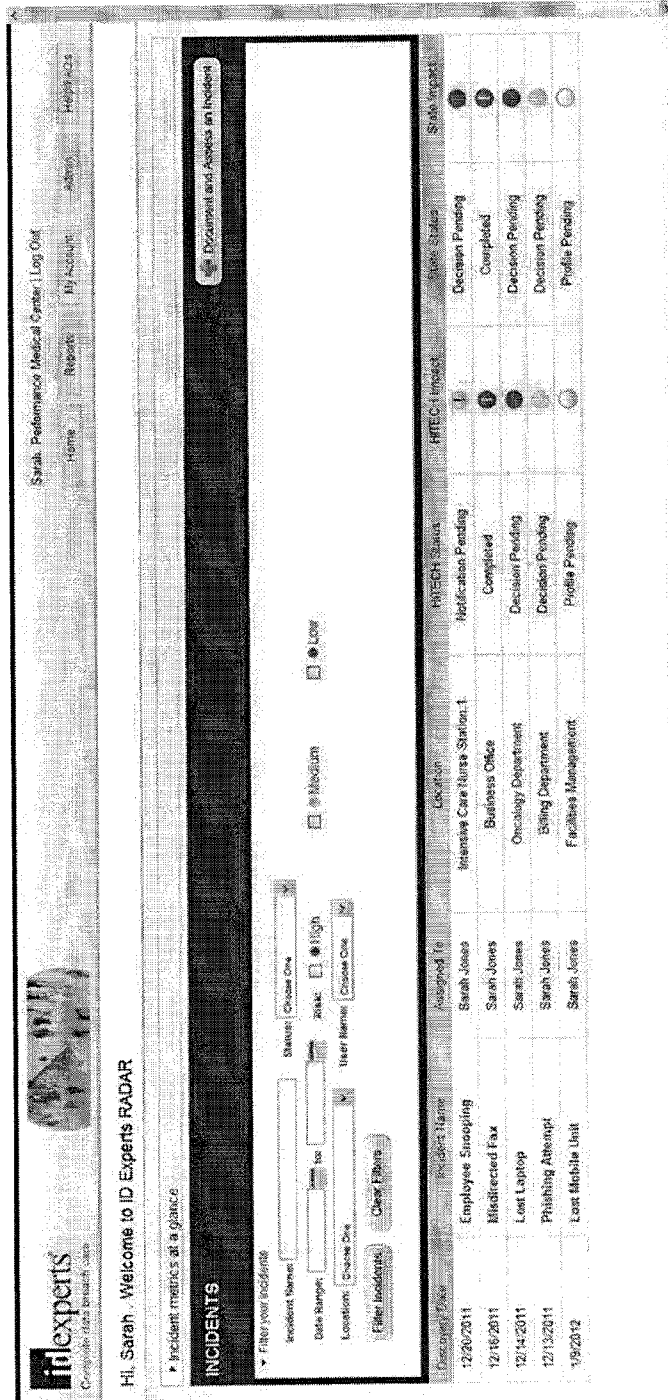 idexperts
Complete data breach care
Sarah, Performance Medical Center | Log Out
Home Reports My Account Admin
Hi, Sarah . Welcome to ID Experts RADAR
Incident metrics at a glance
INCIDENTS
Document and Assess an Incident
Filter your incidents
Incident Name: Status: Choose One
Date Range: to: Risk: High Medium Low
Location: Choose One User Name: Choose One
Filter Incidents Clear Filters
Discovery Date Incident Name Assigned To Location HITECH Status HITECH Impact State Status State Impact
12/20/2011 Employee Snooping Sarah Jones Intensive Care Nurse Station 1 Notification Pending Decision Pending
12/16/2011 Misdirected Fax Sarah Jones Business Office Completed Completed
12/14/2011 Lost Laptop Sarah Jones Oncology Department Decision Pending Decision Pending
12/13/2011 Phishing Attempt Sarah Jones Billing Department Decision Pending Decision Pending
1/9/2012 Lost Mobile Unit Sarah Jones Facilities Management Profile Pending Profile Pending